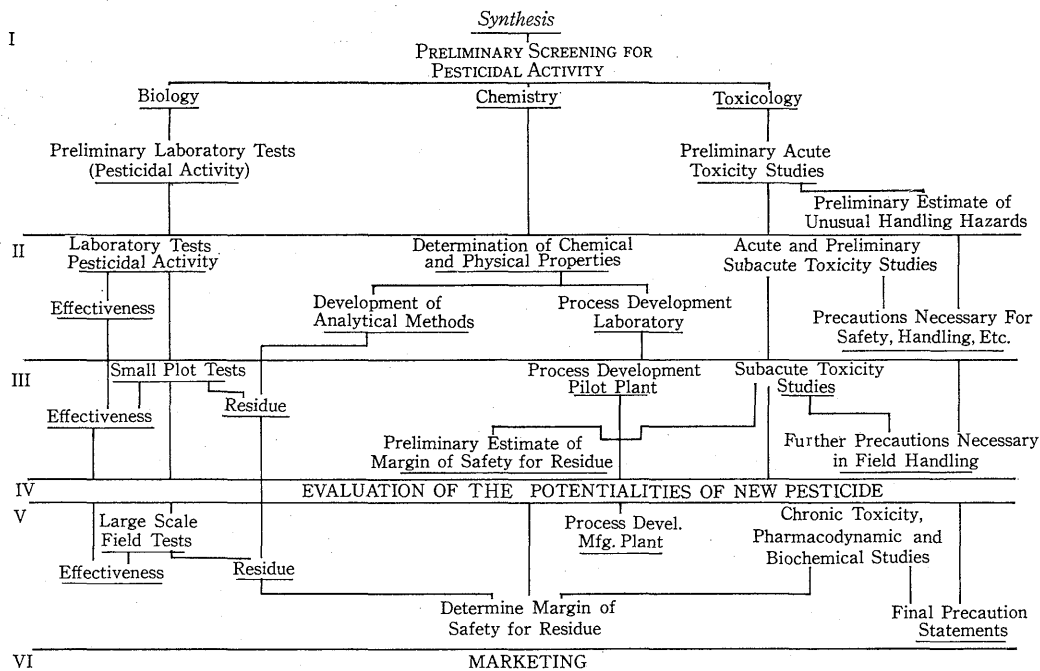 I
Synthesis
PRELIMINARY SCREENING FOR
PESTICIDAL ACTIVITY
Biology
Chemistry
Toxicology
Preliminary Laboratory Tests
(Pesticidal Activity)
Preliminary Acute
Toxicity Studies
Preliminary Estimate of
Unusual Handling Hazards
II
Laboratory Tests
Pesticidal Activity
Determination of Chemical
and Physical Properties
Acute and Preliminary
Subacute Toxicity Studies
Effectiveness
Development of
Analytical Methods
Process Development
Laboratory
Precautions Necessary For
Safety, Handling, Etc.
III
Small Plot Tests
Process Development
Pilot Plant
Subacute Toxicity
Studies
Effectiveness
Residue
Preliminary Estimate of
Margin of Safety for Residue
Further Precautions Necessary
in Field Handling
IV
EVALUATION OF THE POTENTIALITIES OF NEW PESTICIDE
V
Large Scale
Field Tests
Process Devel.
Mfg. Plant
Chronic Toxicity,
Pharmacodynamic and
Biochemical Studies
Effectiveness
Residue
Determine Margin of
Safety for Residue
Final Precaution
Statements
VI
MARKETING